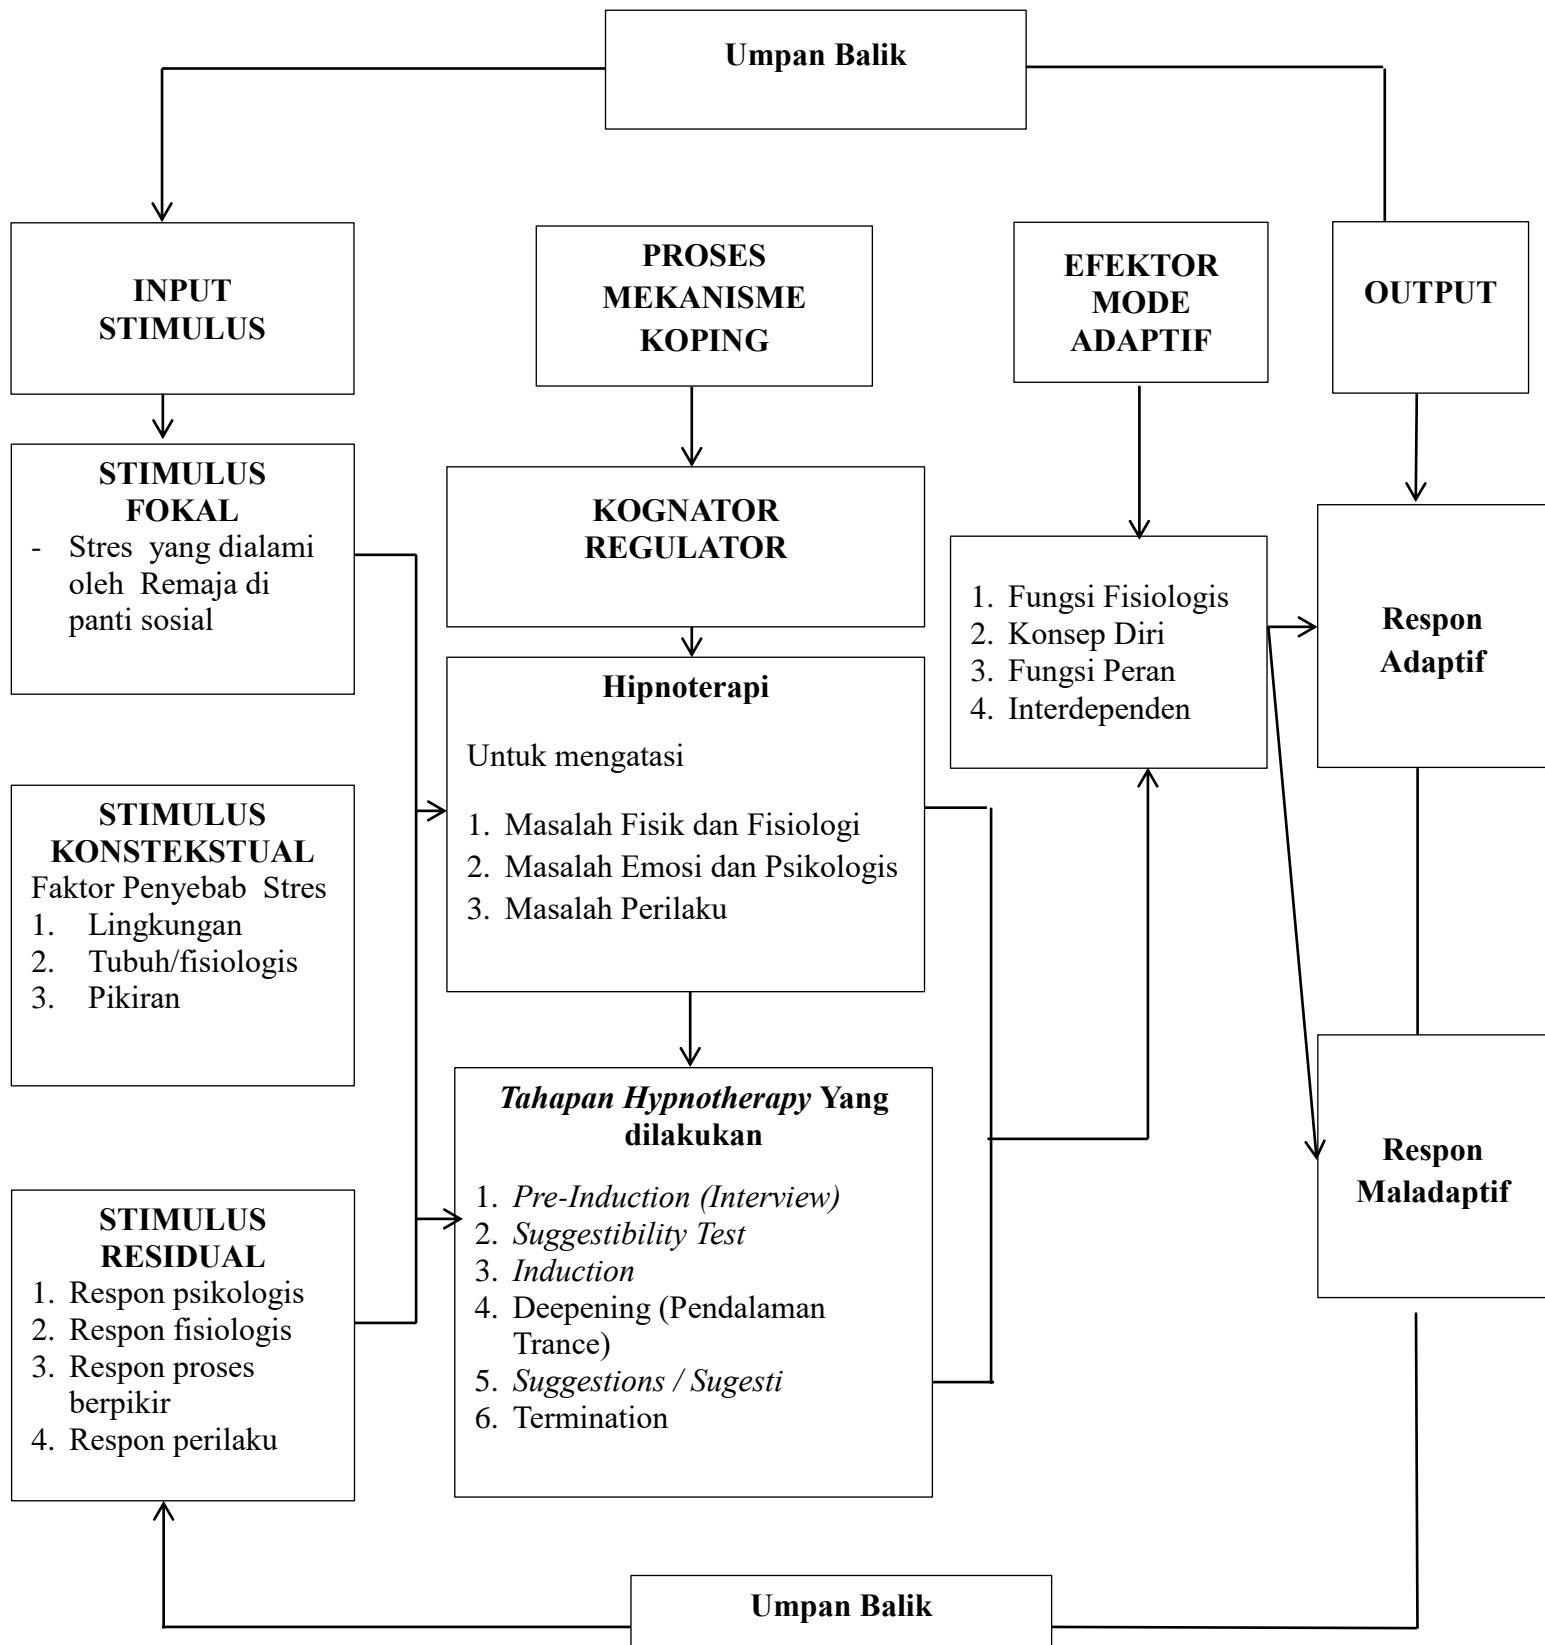 Umpan Balik
INPUT
STIMULUS
PROSES
MEKANISME
KOPING
EFEKTOR
MODE
ADAPTIF
OUTPUT
STIMULUS
FOKAL
- Stres yang dialami
oleh Remaja di
panti sosial
KOGNATOR
REGULATOR
1. Fungsi Fisiologis
2. Konsep Diri
3. Fungsi Peran
4. Interdependen
Respon
Adaptif
Hipnoterapi
Untuk mengatasi
1. Masalah Fisik dan Fisiologi
2. Masalah Emosi dan Psikologis
3. Masalah Perilaku
STIMULUS
KONSTEKSTUAL
Faktor Penyebab Stres
1. Lingkungan
2. Tubuh/fisiologis
3. Pikiran
Tahapan Hypnotherapy Yang
dilakukan
1. Pre-Induction (Interview)
2. Suggestibility Test
3. Induction
4. Deepening (Pendalaman
Trance)
5. Suggestions / Sugesti
6. Termination
Respon
Maladaptif
STIMULUS
RESIDUAL
1. Respon psikologis
2. Respon fisiologis
3. Respon proses
berpikir
4. Respon perilaku
Umpan Balik